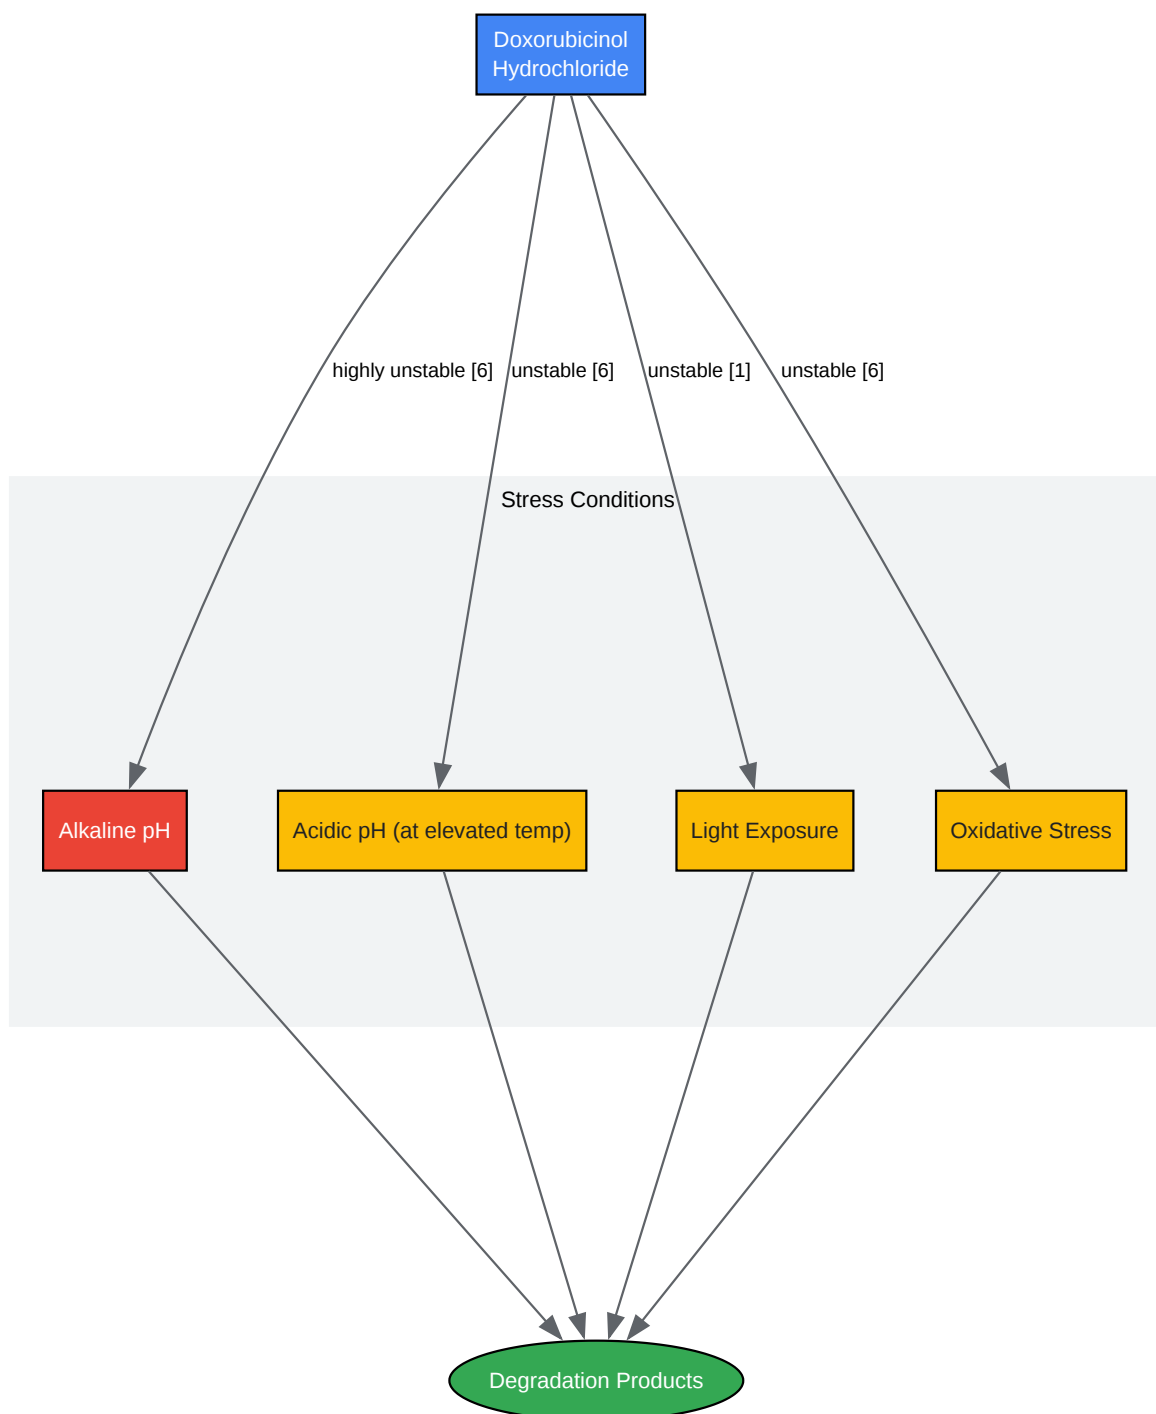 Doxorubicinol
Hydrochloride
highly unstable [6]
unstable [6]
unstable [1]
unstable [6]
Stress Conditions
Alkaline pH
Acidic pH (at elevated temp)
Light Exposure
Oxidative Stress
Degradation Products